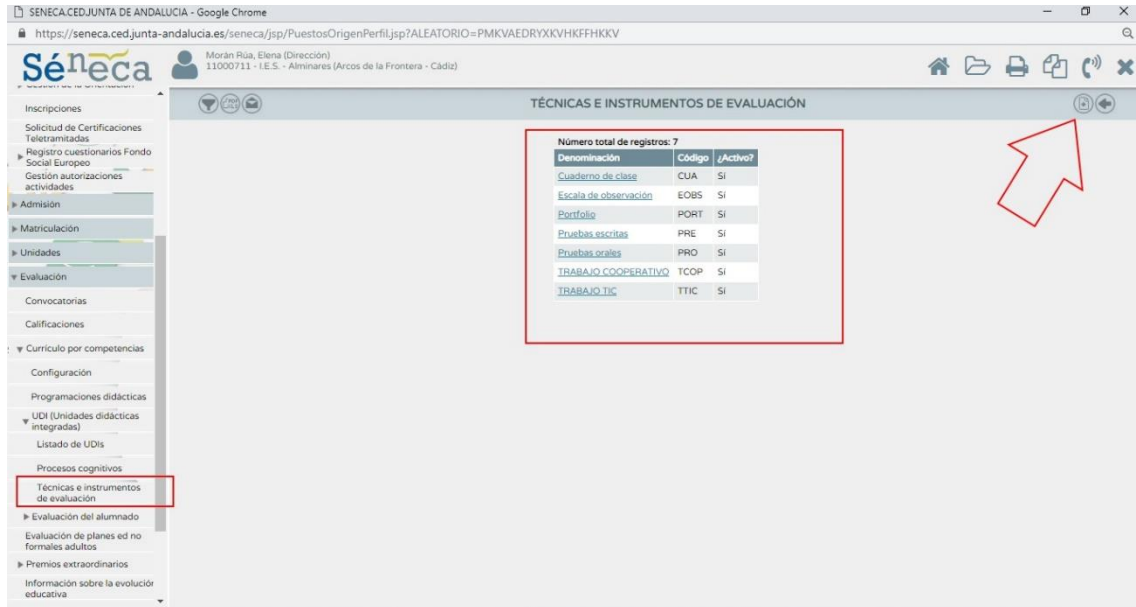 SENECA.CED.JUNTA DE ANDALUCIA - Google Chrome
https://seneca.ced.junta-andalucia.es/seneca/jsp/PuestosOrigenPerfil.jsp?ALEATORIO=PMKVAEDRYXKVHKFFHKKV
Séneca
Morán Rúa, Elena (Dirección)
11000711 - I.E.S. - Alminares (Arcos de la Frontera - Cádiz)
Gestión de la Orientación
Inscripciones
Solicitud de Certificaciones
Teletramitadas
Registro cuestionarios Fondo
Social Europeo
Gestión autorizaciones
actividades
Admisión
Matriculación
Unidades
Evaluación
Convocatorias
Calificaciones
Currículo por competencias
Configuración
Programaciones didácticas
UDI (Unidades didácticas
integradas)
Listado de UDIs
Procesos cognitivos
Técnicas e instrumentos
de evaluación
Evaluación del alumnado
Evaluación de planes ed no
formales adultos
Premios extraordinarios
Información sobre la evolución
educativa
TÉCNICAS E INSTRUMENTOS DE EVALUACIÓN
Número total de registros: 7
Denominación Código ¿Activo?
Cuaderno de clase CUA Sí
Escala de observación EOBS Sí
Portfolio PORT Sí
Pruebas escritas PRE Sí
Pruebas orales PRO Sí
TRABAJO COOPERATIVO TCOP Sí
TRABAJO TIC TTIC Sí